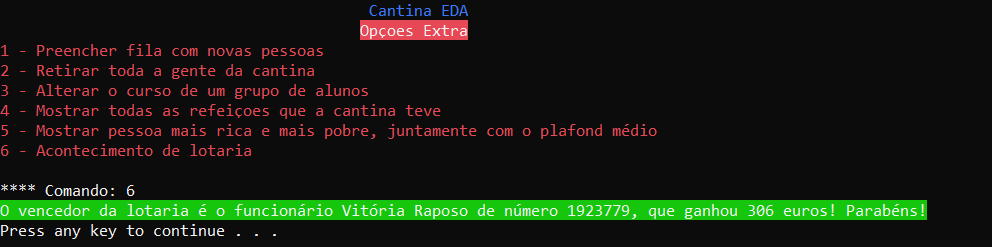 Cantina EDA
Opçoes Extra
1 - Preencher fila com novas pessoas
2 - Retirar toda a gente da cantina
3 - Alterar o curso de um grupo de alunos
4 - Mostrar todas as refeiçoes que a cantina teve
5 - Mostrar pessoa mais rica e mais pobre, juntamente com o plafond médio
6 - Acontecimento de lotaria
**** Comando: 6
O vencedor da lotaria é o funcionário Vitória Raposo de número 1923779, que ganhou 306 euros! Parabéns!
Press any key to continue . . .